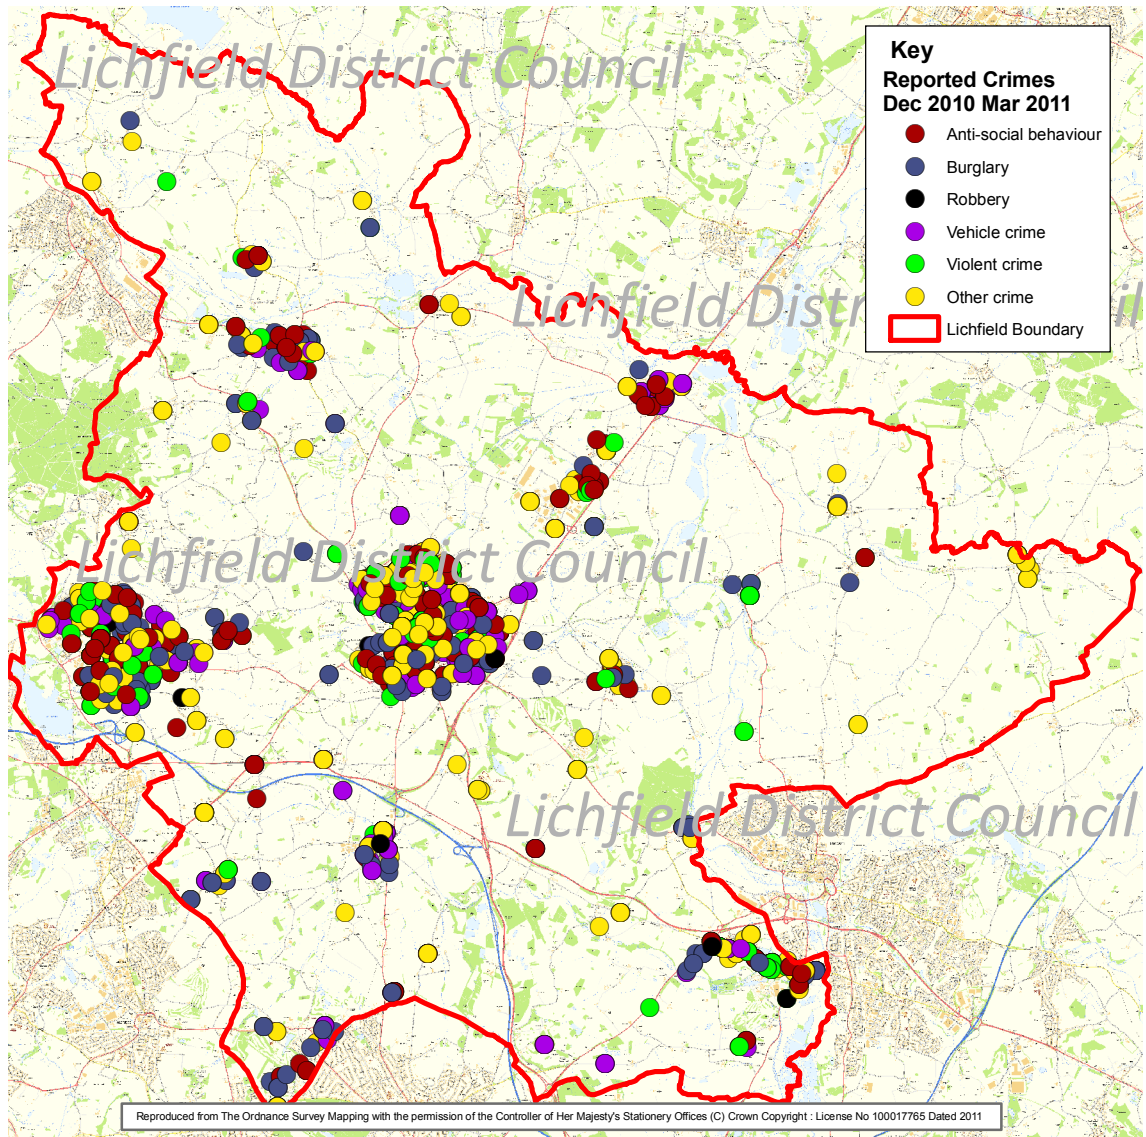 Lichfield District Council
Key
Reported Crimes
Dec 2010 Mar 2011
Anti-social behaviour
Burglary
Robbery
Vehicle crime
Violent crime
Other crime
Lichfield Boundary
Lichfield District Council
Lichfield District Council
Lichfield District Council
Reproduced from The Ordnance Survey Mapping with the permission of the Controller of Her Majesty's Stationery Offices (C) Crown Copyright : License No 100017765 Dated 2011